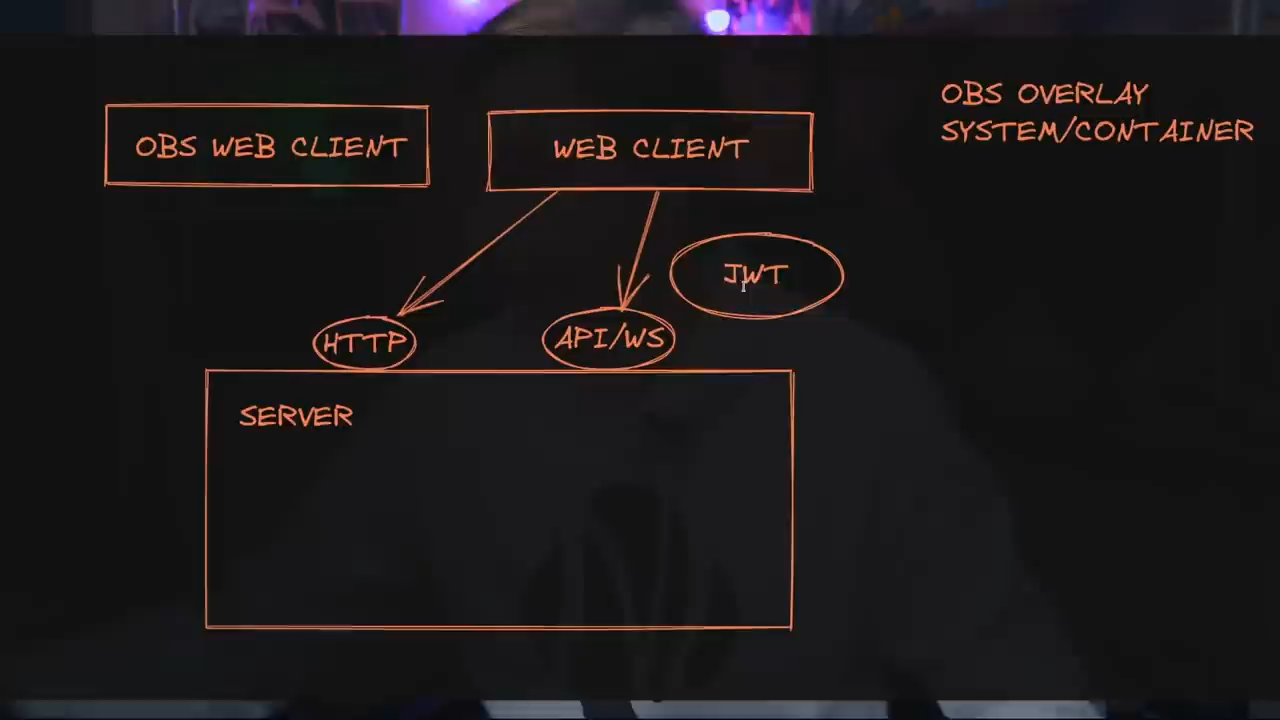 OBS OVERLAY
SYSTEM/CONTAINER
OBS WEB CLIENT
WEB CLIENT
JWT
HTTP
API/WS
SERVER